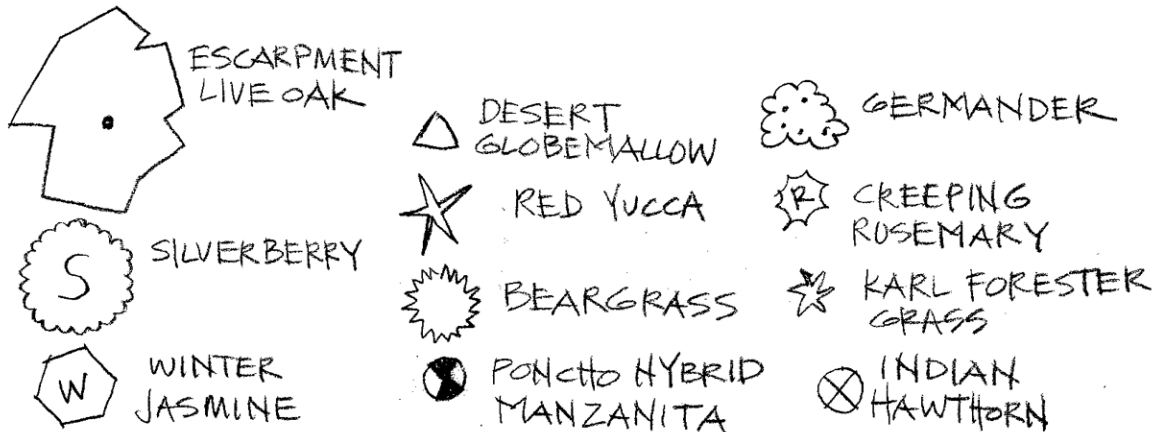 ESCARPMENT
LIVE OAK
S
SILVERBERRY
W
WINTER
JASMINE
DESERT
GLOBEMALLOW
RED YUCCA
BEARGRASS
PONCHO HYBRID
MANZANITA
GERMANDER
R
CREEPING
ROSEMARY
KARL FORESTER
GRASS
INDIAN
HAWTHORN